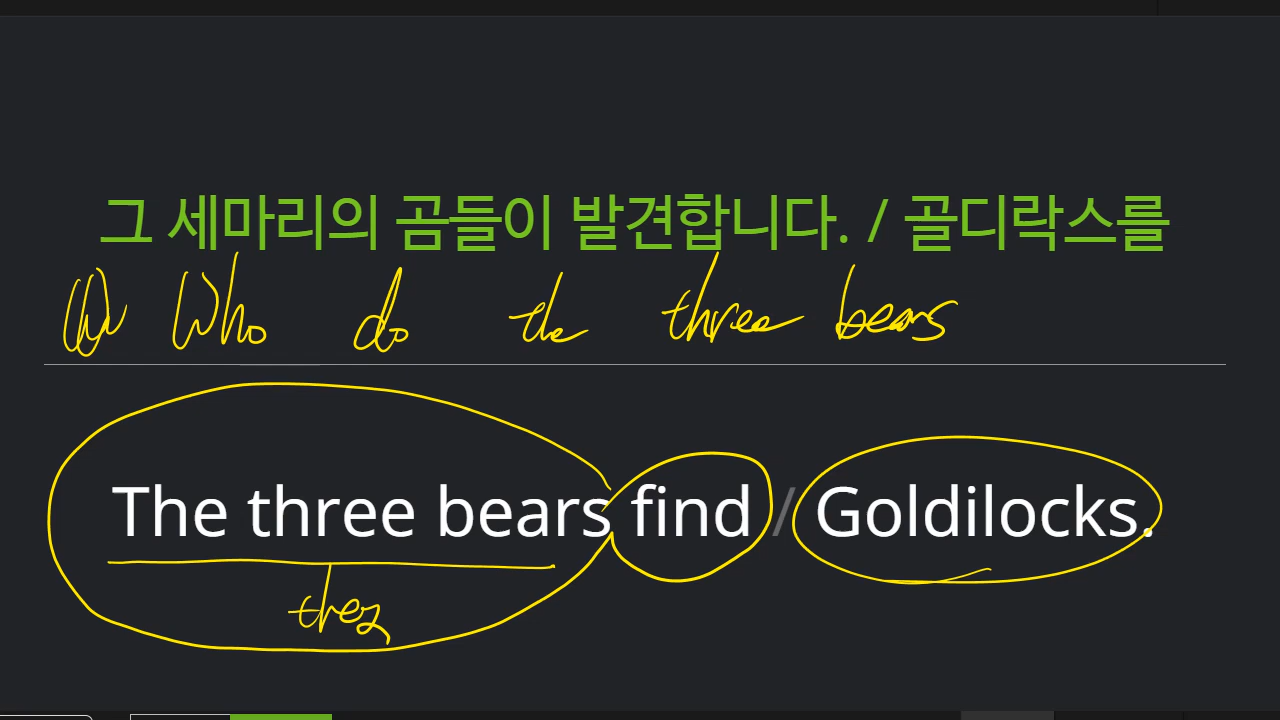 그 세마리의 곰들이 발견합니다. / 골디락스를
Who do the three bears
The three bears find / Goldilocks.
they